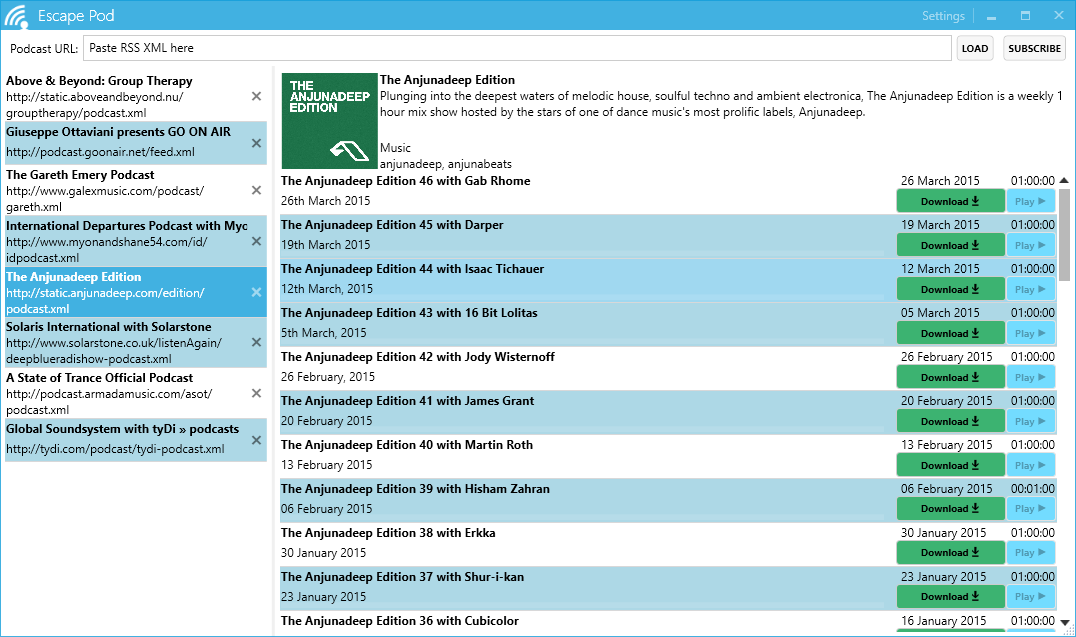 Escape Pod
Settings
Podcast URL:
Paste RSS XML here
LOAD
SUBSCRIBE
Above & Beyond: Group Therapy
http://static.aboveandbeyond.nu/
grouptherapy/podcast.xml
Giuseppe Ottaviani presents GO ON AIR
http://podcast.goonair.net/feed.xml
The Gareth Emery Podcast
http://www.galexmusic.com/podcast/
gareth.xml
International Departures Podcast with Myc
http://www.myonandshane54.com/id/
idpodcast.xml
The Anjunadeep Edition
http://static.anjunadeep.com/edition/
podcast.xml
Solaris International with Solarstone
http://www.solarstone.co.uk/listenAgain/
deepblueradishow-podcast.xml
A State of Trance Official Podcast
http://podcast.armadamusic.com/asot/
podcast.xml
Global Soundsystem with tyDi » podcasts
http://tydi.com/podcast/tydi-podcast.xml
THE
ANJUNADEEP
EDITION
The Anjunadeep Edition
Plunging into the deepest waters of melodic house, soulful techno and ambient electronica, The Anjunadeep Edition is a weekly 1
hour mix show hosted by the stars of one of dance music's most prolific labels, Anjunadeep.
Music
anjunadeep, anjunabeats
The Anjunadeep Edition 46 with Gab Rhome
26 March 2015
01:00:00
26th March 2015
Download
Play
The Anjunadeep Edition 45 with Darper
19 March 2015
01:00:00
19th March 2015
Download
Play
The Anjunadeep Edition 44 with Isaac Tichauer
12 March 2015
01:00:00
12th March, 2015
Download
Play
The Anjunadeep Edition 43 with 16 Bit Lolitas
05 March 2015
01:00:00
5th March, 2015
Download
Play
The Anjunadeep Edition 42 with Jody Wisternoff
26 February 2015
01:00:00
26 February, 2015
Download
Play
The Anjunadeep Edition 41 with James Grant
20 February 2015
01:00:00
20 February 2015
Download
Play
The Anjunadeep Edition 40 with Martin Roth
13 February 2015
01:00:00
13 February 2015
Download
Play
The Anjunadeep Edition 39 with Hisham Zahran
06 February 2015
00:01:00
06 February 2015
Download
Play
The Anjunadeep Edition 38 with Erkka
30 January 2015
01:00:00
30 January 2015
Download
Play
The Anjunadeep Edition 37 with Shur-i-kan
23 January 2015
01:00:00
23 January 2015
Download
Play
The Anjunadeep Edition 36 with Cubicolor
16 January 2015
01:00:00